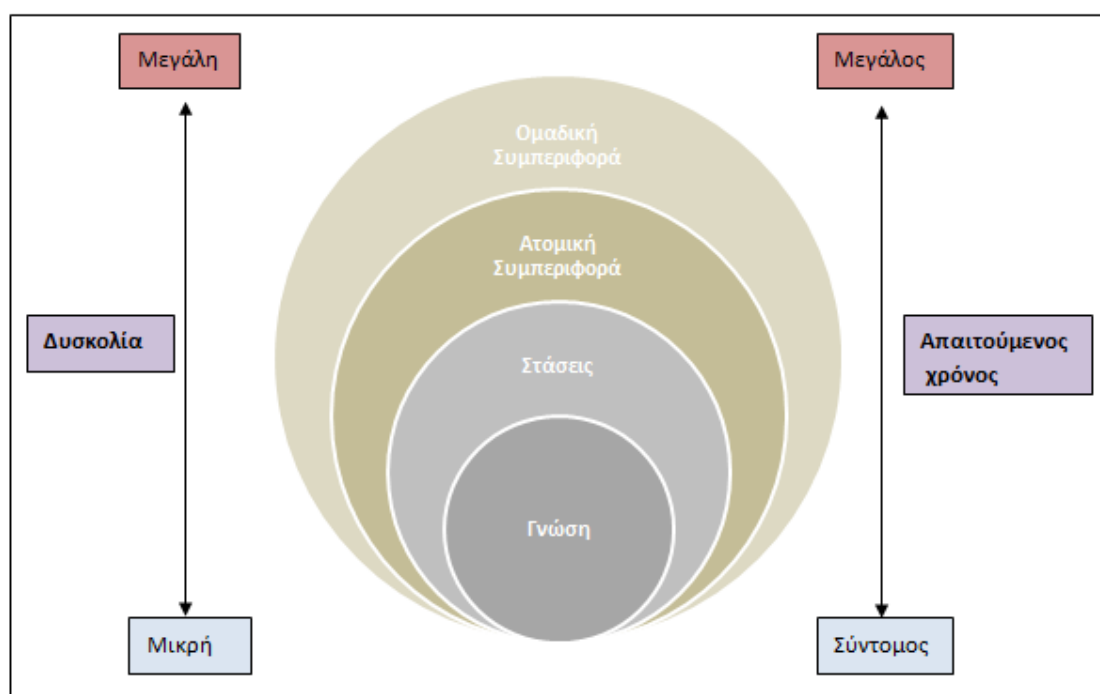 Μεγάλη
Μεγάλος
Ομαδική
Συμπεριφορά
Ατομική
Συμπεριφορά
Δυσκολία
Στάσεις
Απαιτούμενος
χρόνος
Γνώση
Μικρή
Σύντομος